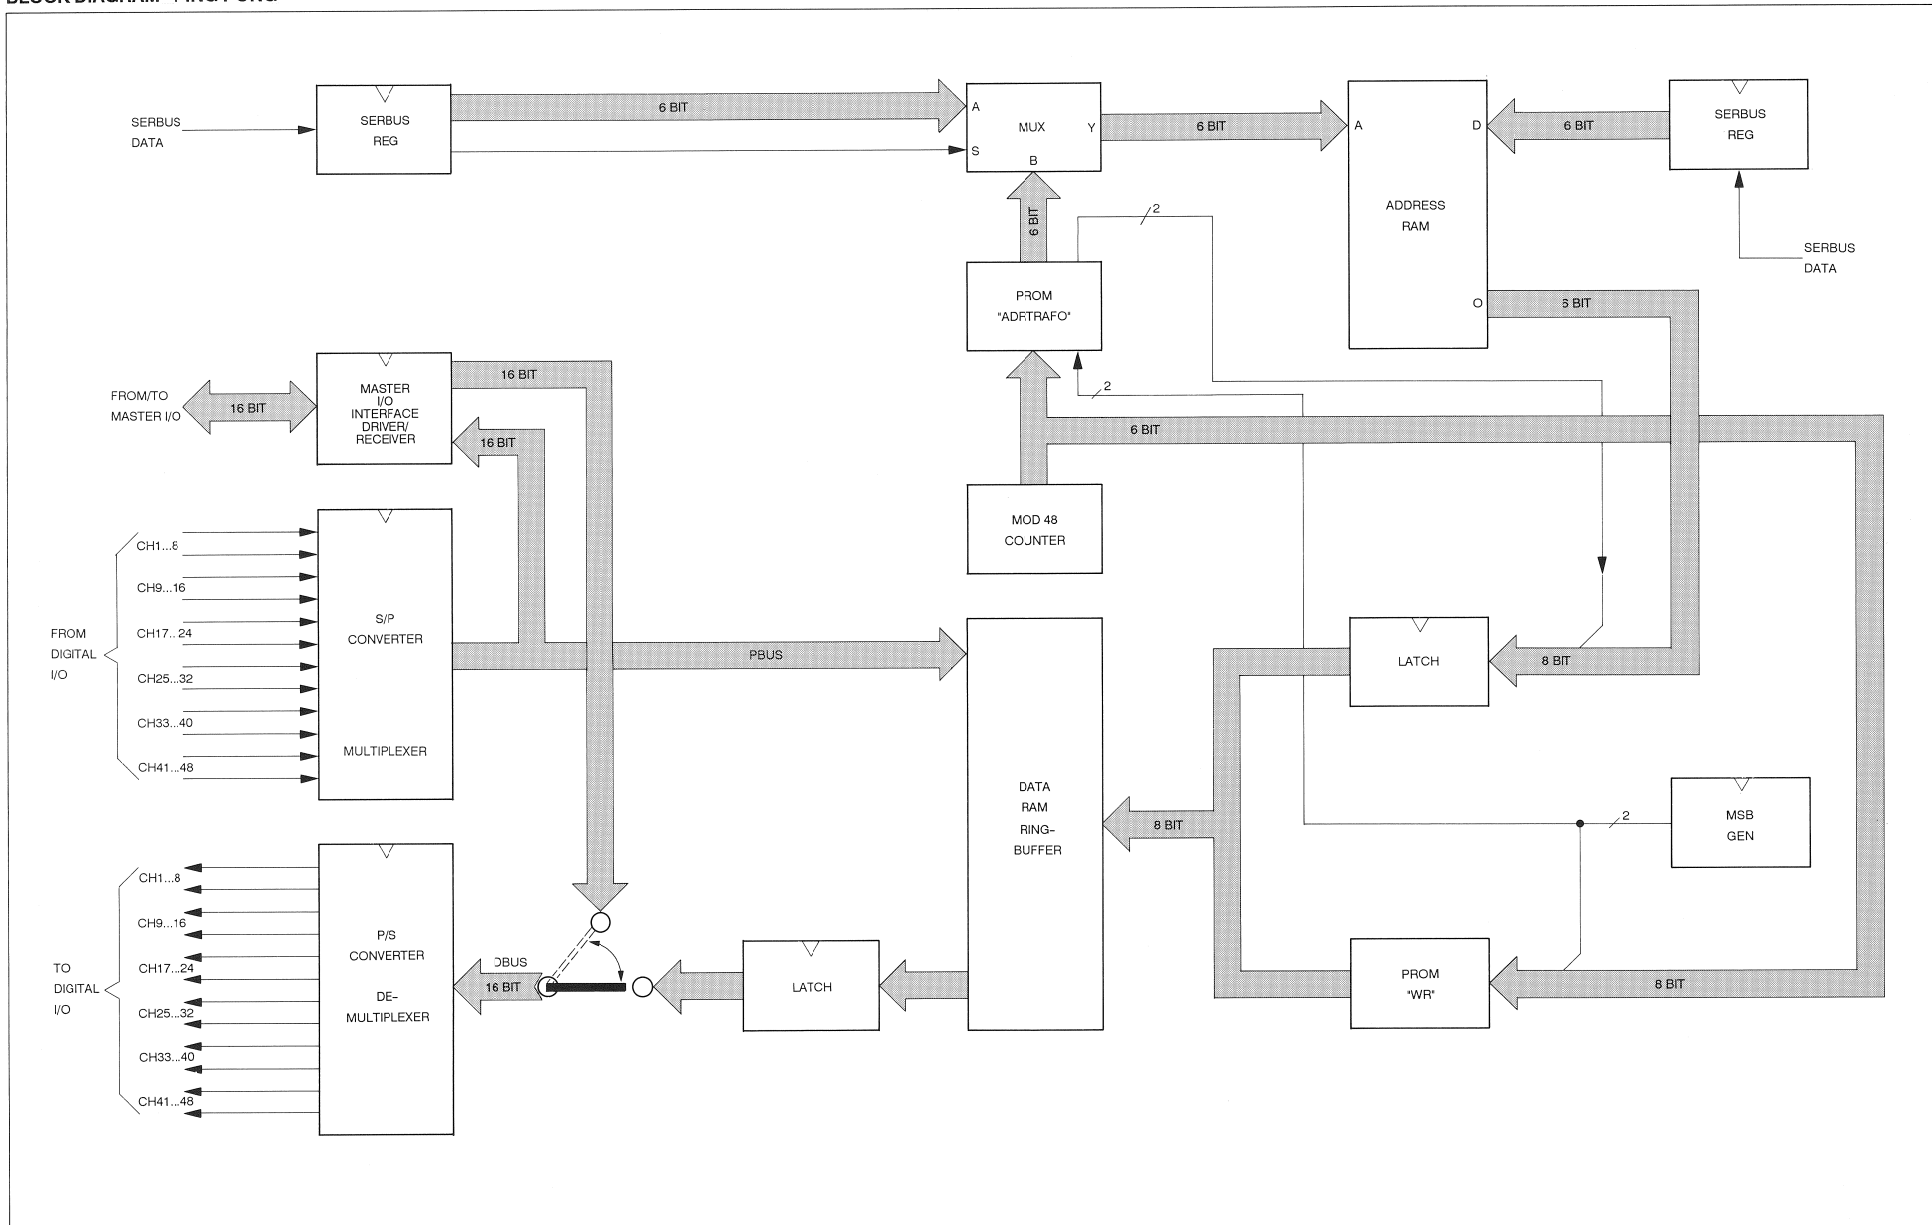 SERBUS
DATA
SERBUS
REG
6 BIT
A
S
MUX
B
Y
6 BIT
A
D
ADDRESS
RAM
O
6 BIT
SERBUS
REG
SERBUS
DATA
6 BIT
2
PROM
2
6 BIT
FROM/TO
MASTER I/O
16 BIT
MASTER
I/O
INTERFACE
DRIVER/
RECEIVER
16 BIT
16 BIT
6 BIT
MOD 48
COUNTER
FROM
DIGITAL
I/O
CH1...8
CH9...16
CH17...24
CH25...32
CH33...40
CH41...48
S/P
CONVERTER
MULTIPLEXER
PBUS
DATA
RAM
RING-
BUFFER
LATCH
8 BIT
8 BIT
2
MSB
GEN
TO
DIGITAL
I/O
CH1...8
CH9...16
CH17...24
CH25...32
CH33...40
CH41...48
P/S
CONVERTER
DE-
MULTIPLEXER
16 BIT
LATCH
PROM
"WR"
8 BIT